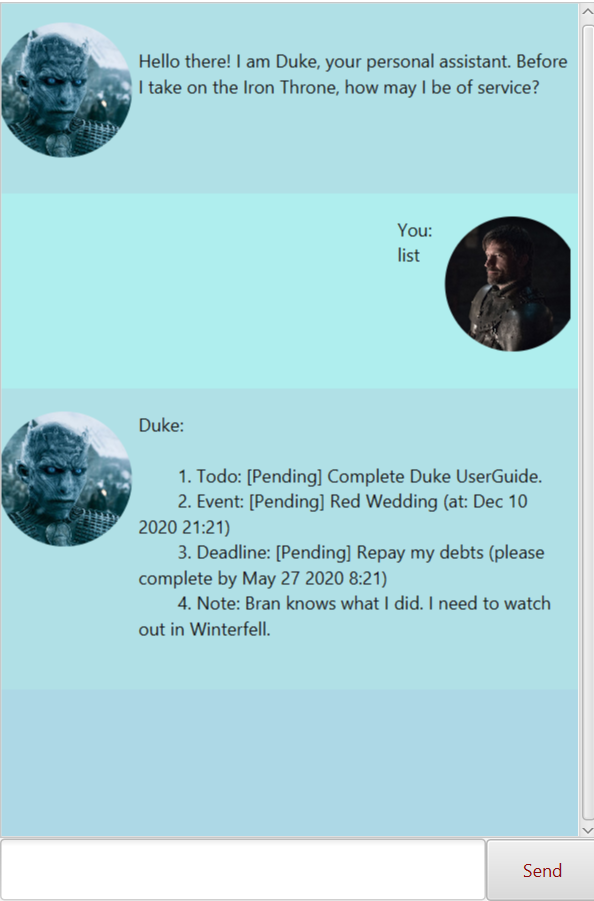 Hello there! I am Duke, your personal assistant. Before
I take on the Iron Throne, how may I be of service?
You:
list
Duke:
1. Todo: [Pending] Complete Duke UserGuide.
2. Event: [Pending] Red Wedding (at: Dec 10
2020 21:21)
3. Deadline: [Pending] Repay my debts (please
complete by May 27 2020 8:21)
4. Note: Bran knows what I did. I need to watch
out in Winterfell.
Send